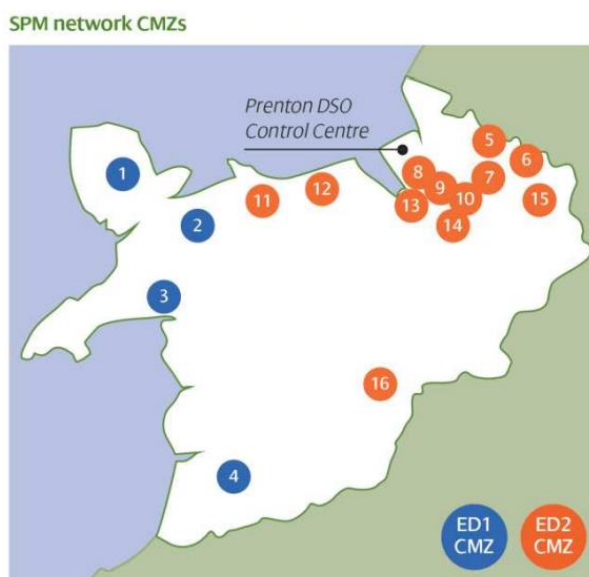 SPM network CMZs
Prenton DSO
Control Centre
5
6
1
8
7
12
9
11
10
15
13
2
14
3
16
4
ED1
CMZ
ED2
CMZ